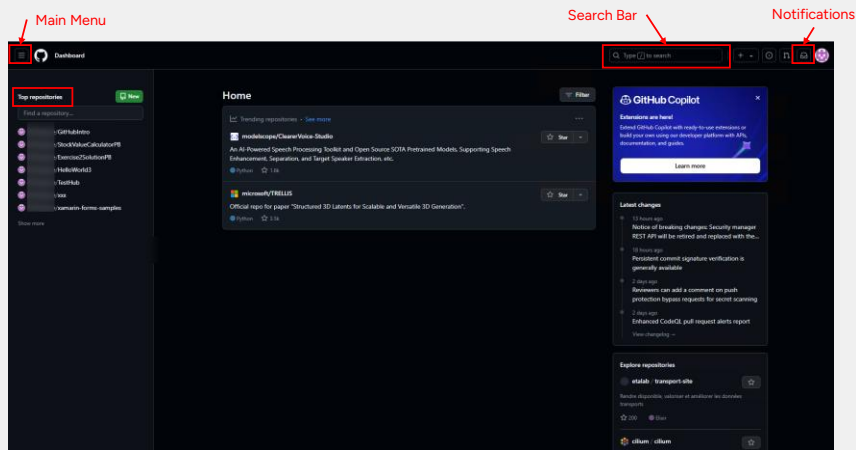 Main Menu
Search Bar
Notifications
Dashboard
Type / to search
Top repositories
New
Find a repository...
/GitHubIntro
/StockValueCalculatorPB
/Exercise2SolutionPB
/HelloWorld3
/TestHub
/xxx
/xamarin-forms-samples
Show more
Home
Filter
Trending repositories · See more
modelscope/ClearerVoice-Studio
Star
An AI-Powered Speech Processing Toolkit and Open Source SOTA Pretrained Models, Supporting Speech
Enhancement, Separation, and Target Speaker Extraction, etc.
Python 1.6k
microsoft/TRELLIS
Star
Official repo for paper "Structured 3D Latents for Scalable and Versatile 3D Generation".
Python 3.5k
GitHub Copilot
Extensions are here!
Extend GitHub Copilot with ready-to-use extensions or
build your own using our developer platform with APIs,
documentation, and guides.
Learn more
Latest changes
13 hours ago
Notice of breaking changes: Security manager
REST API will be retired and replaced with the...
18 hours ago
Persistent commit signature verification is
generally available
2 days ago
Reviewers can add a comment on push
protection bypass requests for secret scanning
2 days ago
Enhanced CodeQL pull request alerts report
View changelog →
Explore repositories
etalab / transport-site
Rendre disponible, valoriser et améliorer les données
transports
200 Elixir
cilium / cilium